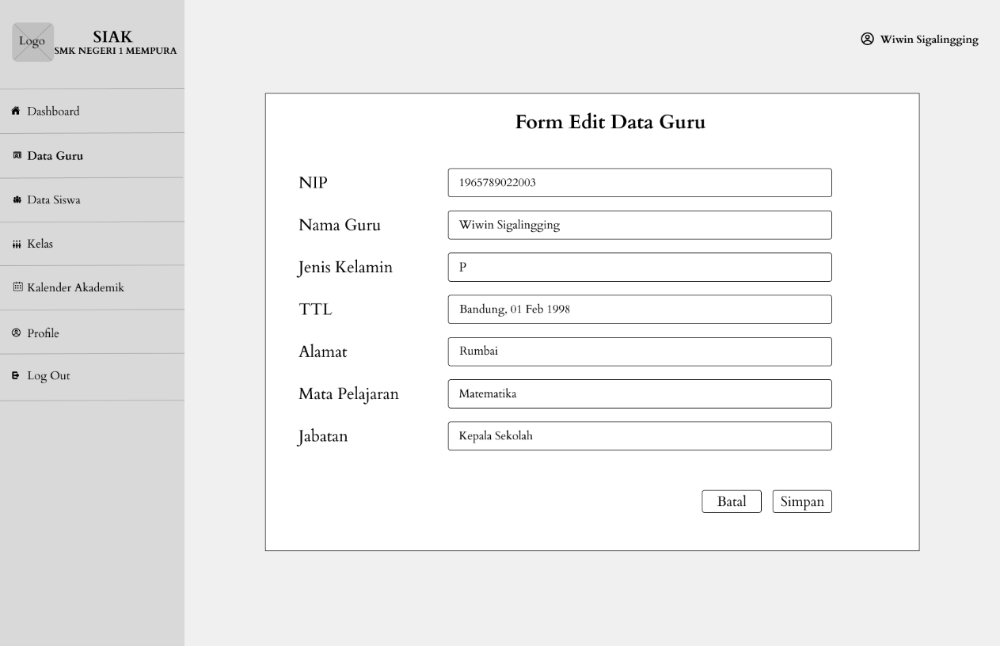 Logo
SIAK
SMK NEGERI 1 MEMPURA
Wiwin Sigalingging
Dashboard
Data Guru
Data Siswa
Kelas
Kalender Akademik
Profile
Log Out
Form Edit Data Guru
NIP 1965789022003
Nama Guru Wiwin Sigalingging
Jenis Kelamin P
TTL Bandung, 01 Feb 1998
Alamat Rumbai
Mata Pelajaran Matematika
Jabatan Kepala Sekolah
Batal Simpan